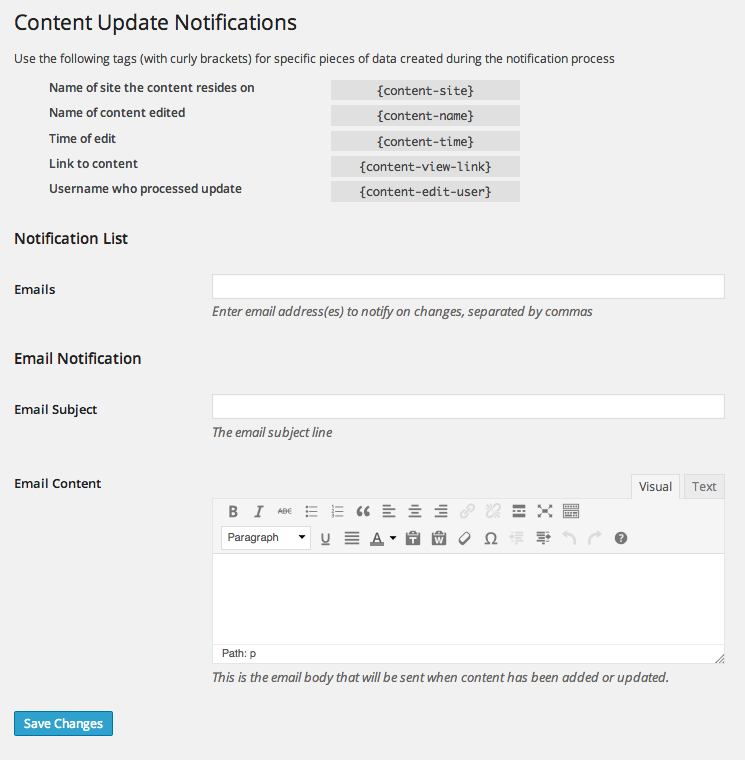 Content Update Notifications
Use the following tags (with curly brackets) for specific pieces of data created during the notification process
Name of site the content resides on {content-site}
Name of content edited {content-name}
Time of edit {content-time}
Link to content {content-view-link}
Username who processed update {content-edit-user}
Notification List
Emails
Enter email address(es) to notify on changes, separated by commas
Email Notification
Email Subject
The email subject line
Email Content Visual Text
B I ABC
Paragraph U A T W Ω ?
Path: p
This is the email body that will be sent when content has been added or updated.
Save Changes